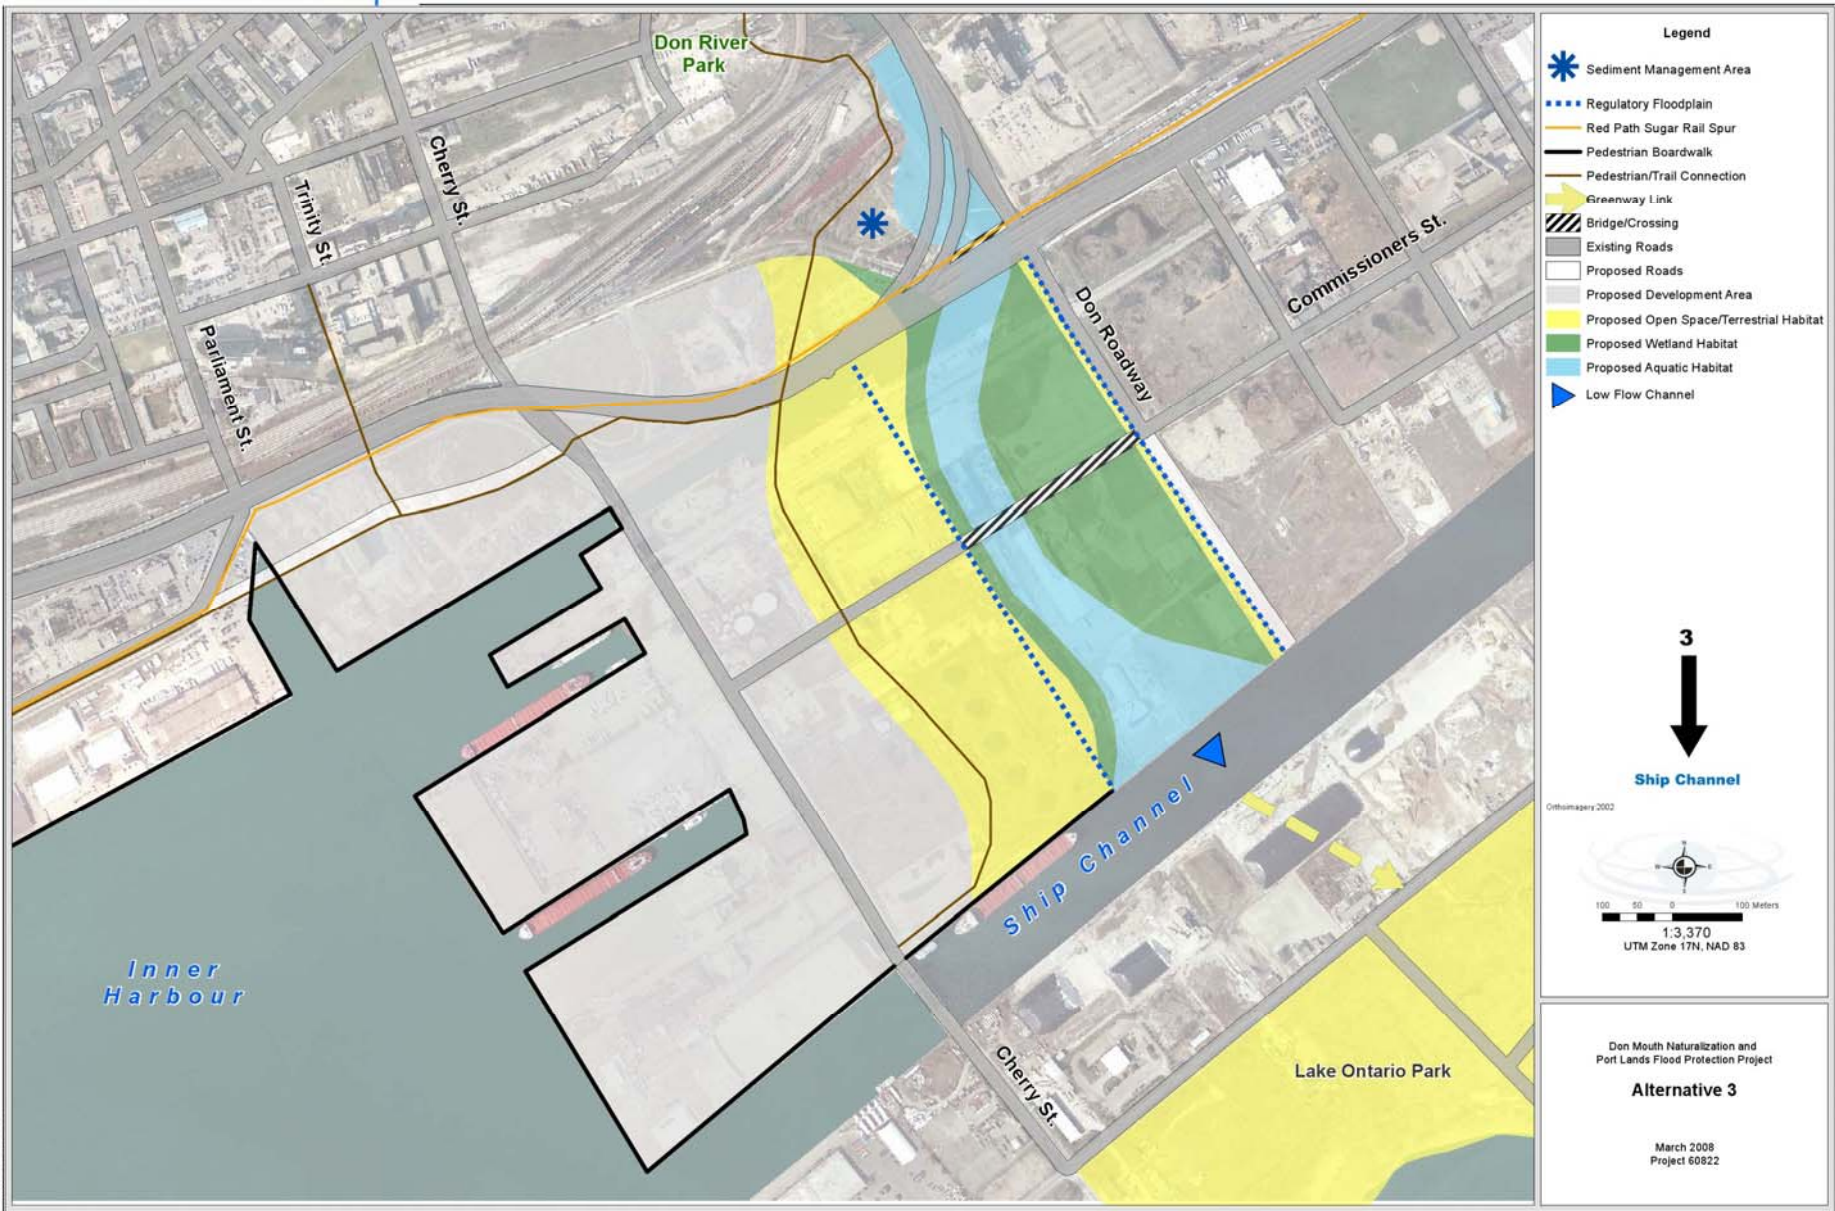 Don River
Park
Cherry St.
Trinity St.
Parliament St.
Don Roadway
Commissioners St.
Ship Channel
Inner
Harbour
Cherry St.
Lake Ontario Park
Legend
Sediment Management Area
Regulatory Floodplain
Red Path Sugar Rail Spur
Pedestrian Boardwalk
Pedestrian/Trail Connection
Greenway Link
Bridge/Crossing
Existing Roads
Proposed Roads
Proposed Development Area
Proposed Open Space/Terrestrial Habitat
Proposed Wetland Habitat
Proposed Aquatic Habitat
Low Flow Channel
3
Ship Channel
Orthoimagery 2002
N
W E
S
100 50 0 100 Meters
1:3,370
UTM Zone 17N, NAD 83
Don Mouth Naturalization and
Port Lands Flood Protection Project
Alternative 3
March 2008
Project 60822